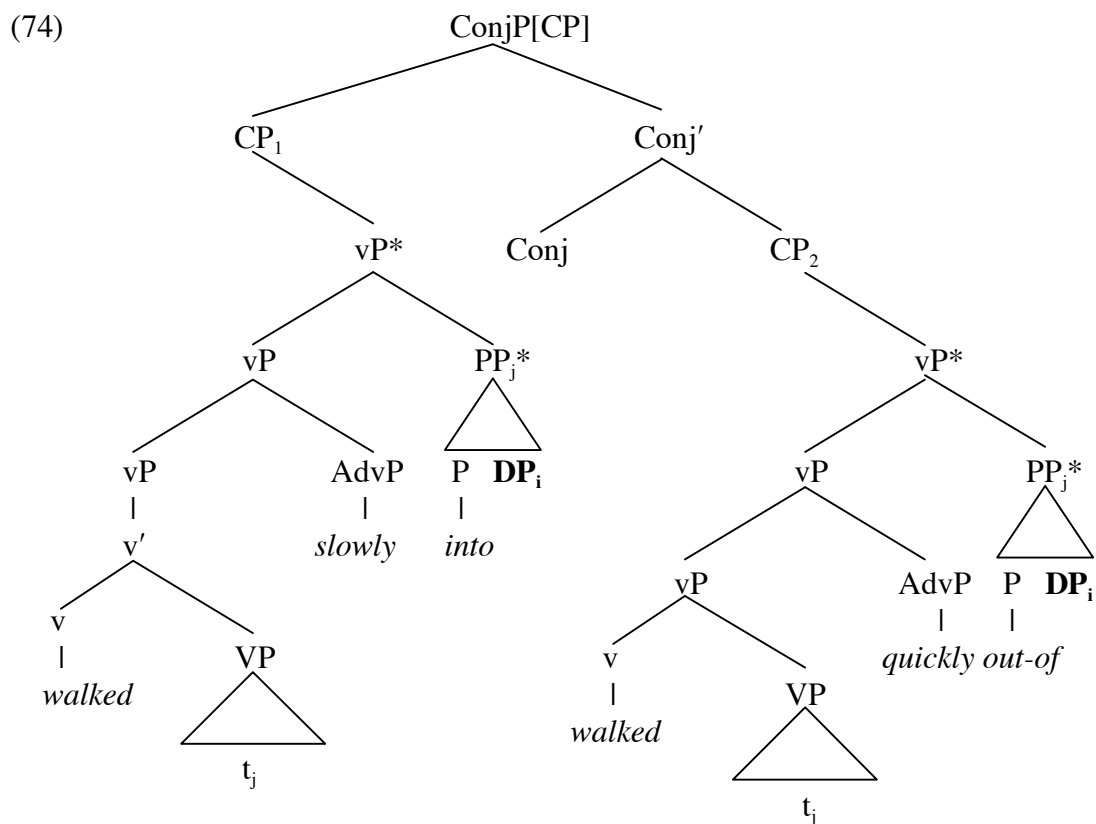 (74) ConjP[CP]
CP₁ Conj′
vP* Conj CP₂
vP PPⱼ* vP*
vP AdvP P DPᵢ vP PPⱼ*
slowly into
v′ vP AdvP P DPᵢ
v VP v VP quickly out-of
walked walked
tⱼ tⱼ